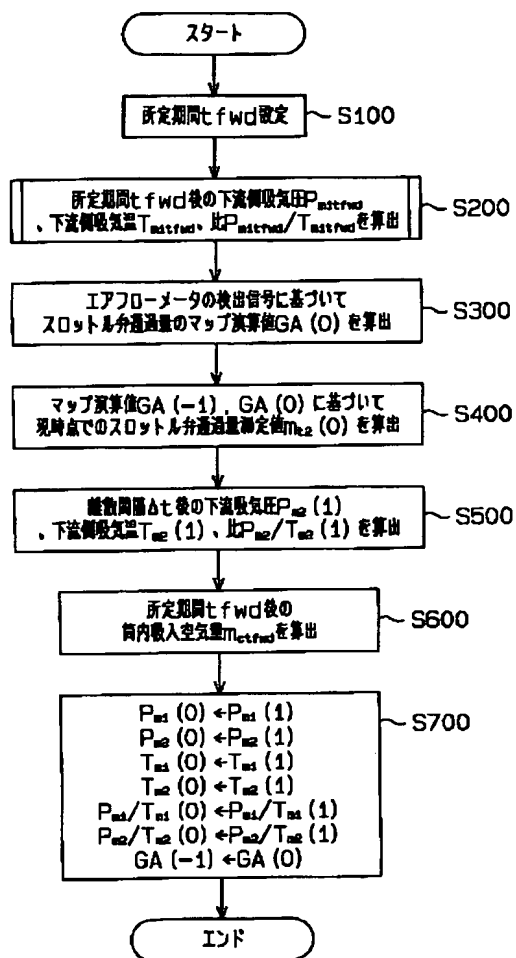 スタート
所定期間tfwd設定
S100
所定期間tfwd後の下流側吸気圧Pmitfwd
、下流側吸気温Tmitfwd、比Pmitfwd/Tmitfwdを算出
S200
エアフローメータの検出信号に基づいて
スロットル弁通過量のマップ演算値GA(0)を算出
S300
マップ演算値GA(-1),GA(0)に基づいて
現時点でのスロットル弁通過量測定値mt2(0)を算出
S400
離散間隔Δt後の下流吸気圧Pm2(1)
、下流側吸気温Tm2(1)、比Pm2/Tm2(1)を算出
S500
所定期間tfwd後の
筒内吸入空気量mctfwdを算出
S600
Pm1(0)←Pm1(1)
Pm2(0)←Pm2(1)
Tm1(0)←Tm1(1)
Tm2(0)←Tm2(1)
Pm1/Tm1(0)←Pm1/Tm1(1)
Pm2/Tm2(0)←Pm2/Tm2(1)
GA(-1)←GA(0)
S700
エンド